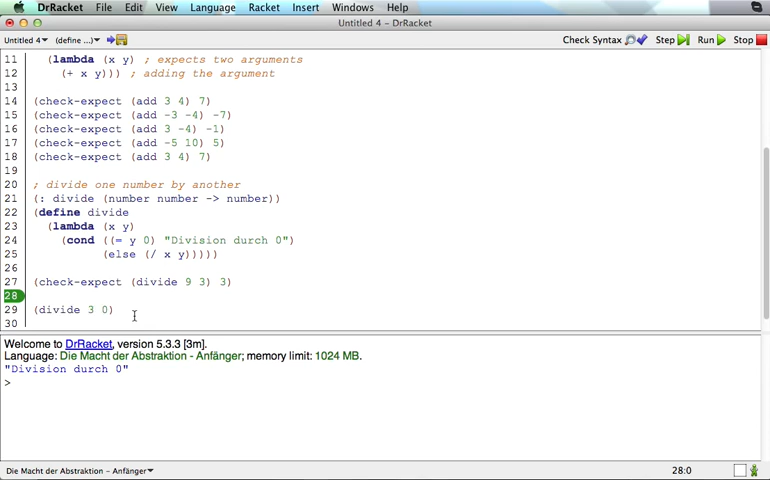 DrRacket File Edit View Language Racket Insert Windows Help
Untitled 4 – DrRacket
Untitled 4 (define ...) Check Syntax Step Run Stop
11 (lambda (x y) ; expects two arguments
12 (+ x y))) ; adding the argument
13
14 (check-expect (add 3 4) 7)
15 (check-expect (add -3 -4) -7)
16 (check-expect (add 3 -4) -1)
17 (check-expect (add -5 10) 5)
18 (check-expect (add 3 4) 7)
19
20 ; divide one number by another
21 (: divide (number number -> number))
22 (define divide
23 (lambda (x y)
24 (cond ((= y 0) "Division durch 0")
25 (else (/ x y)))))
26
27 (check-expect (divide 9 3) 3)
28
29 (divide 3 0)
30
Welcome to DrRacket, version 5.3.3 [3m].
Language: Die Macht der Abstraktion - Anfänger; memory limit: 1024 MB.
"Division durch 0"
>
Die Macht der Abstraktion - Anfänger 28:0